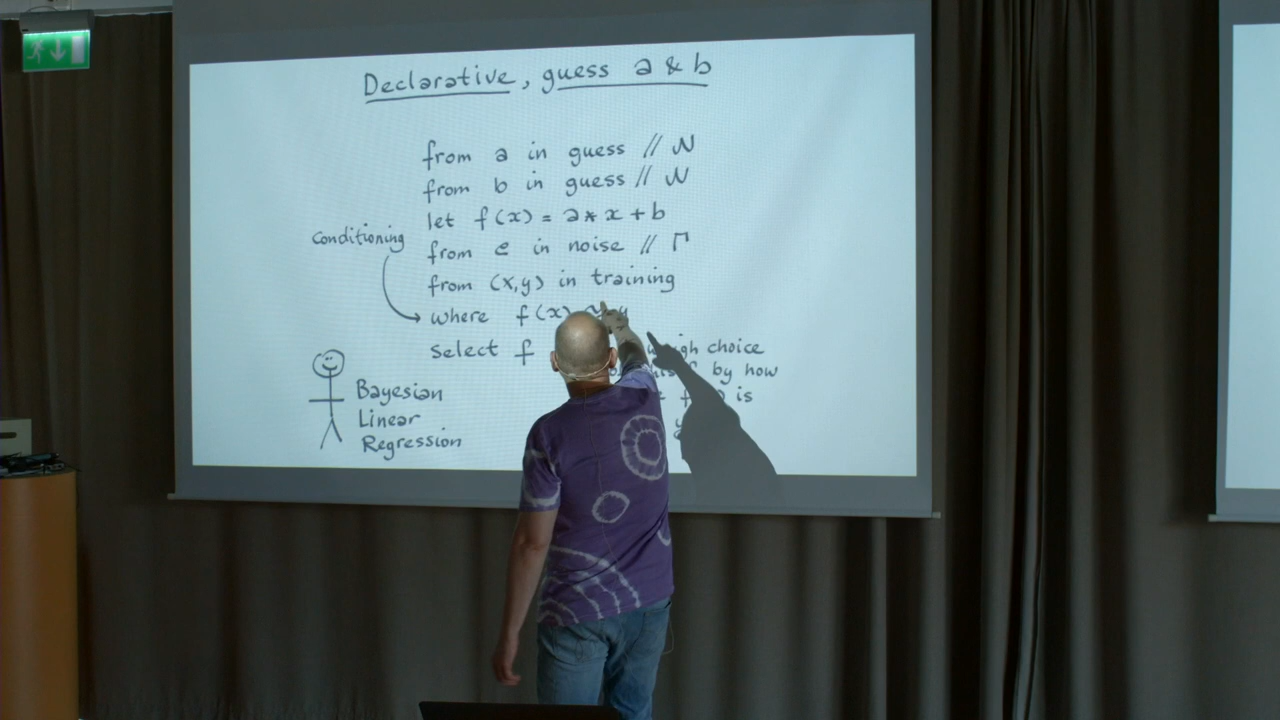 Declarative, guess a & b
from a in guess // N
from b in guess // N
let f(x) = a * x + b
Conditioning
from e in noise // Γ
from (x,y) in training
where f(x) y
select f choice
by how
is
Bayesian
Linear
Regression